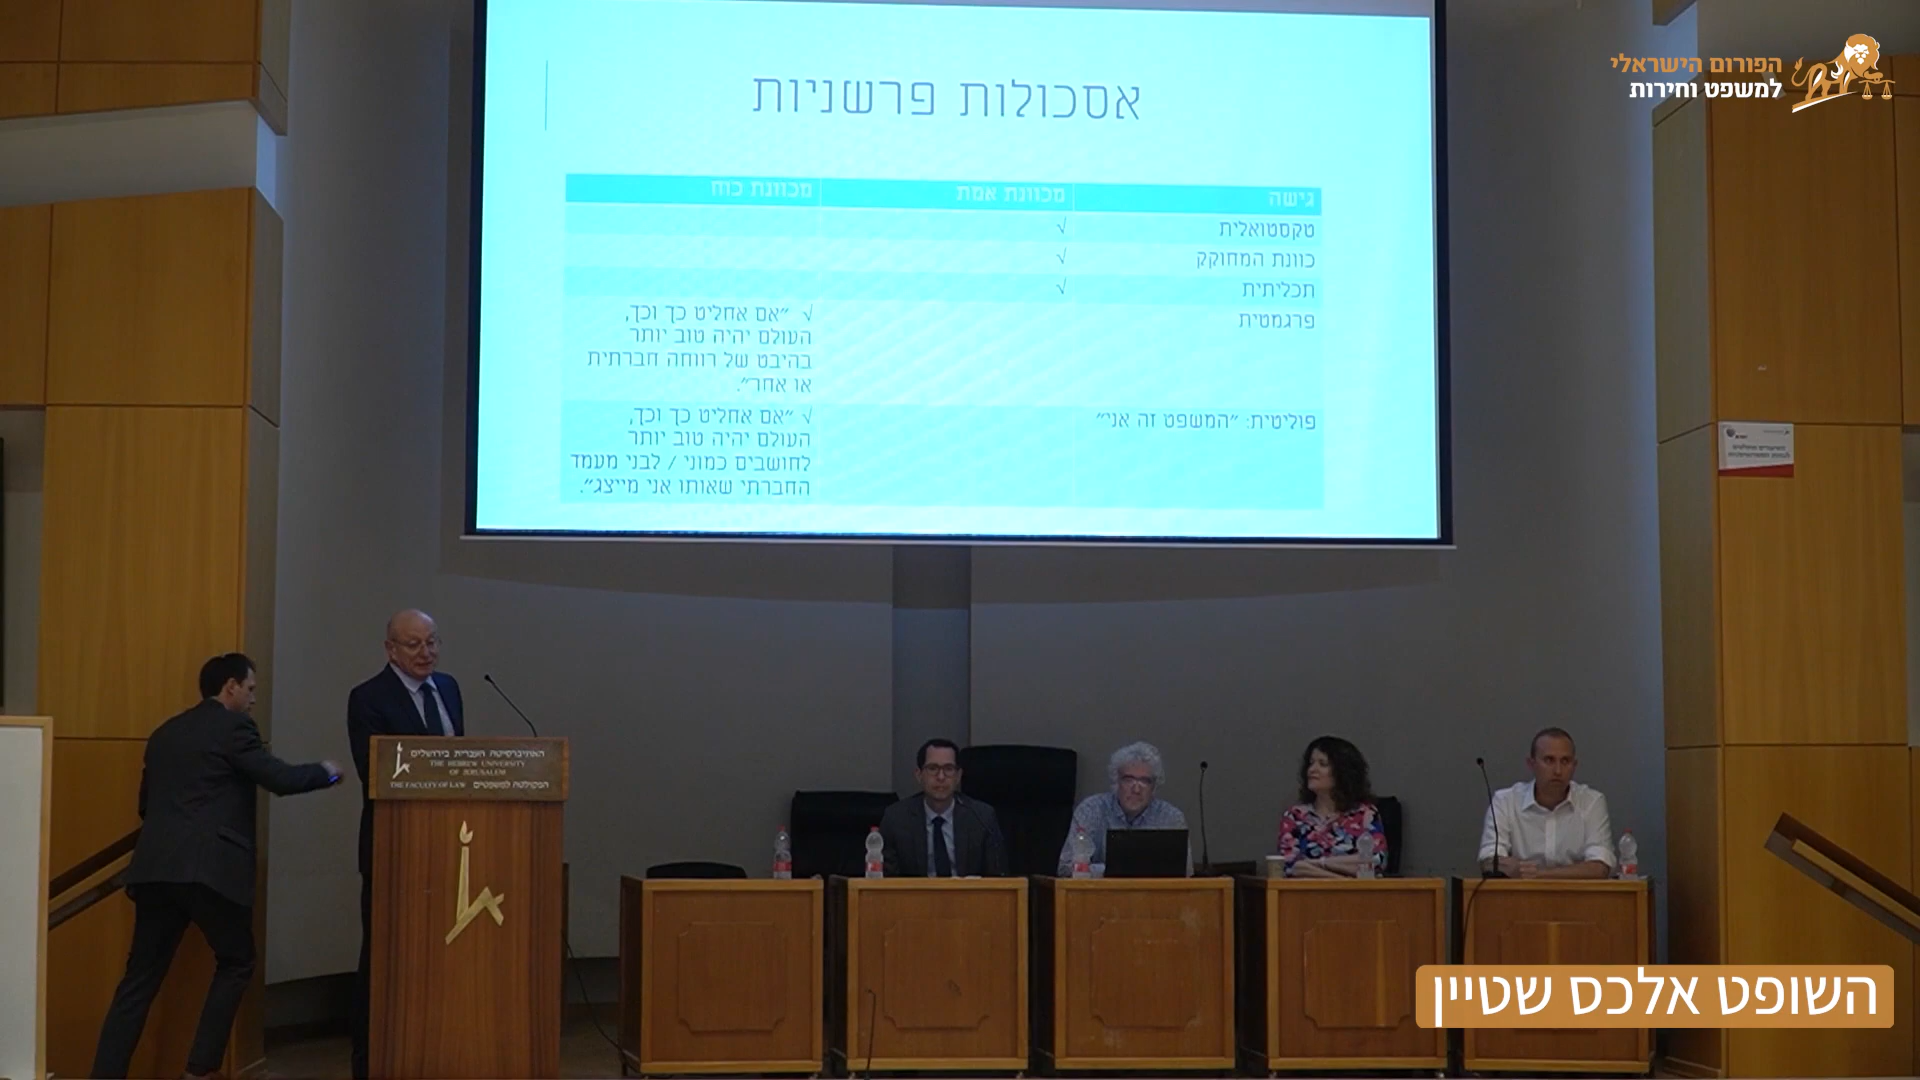 הפורום הישראלי
למשפט וחירות
אסכולות פרשניות
גישה מכוונת אמת מכוונת כוח
טקסטואלית √
כוונת המחוקק √
תכליתית √
פרגמטית √ "אם אחליט כך וכך,
העולם יהיה טוב יותר
בהיבט של רווחה חברתית
או אחר".
פוליטית: "המשפט זה אני" √ "אם אחליט כך וכך,
העולם יהיה טוב יותר
לחושבים כמוני / לבני מעמד
החברתי שאותו אני מייצג".
האוניברסיטה העברית בירושלים
THE HEBREW UNIVERSITY
OF JERUSALEM
THE FACULTY OF LAW הפקולטה למשפטים
השופט אלכס שטיין